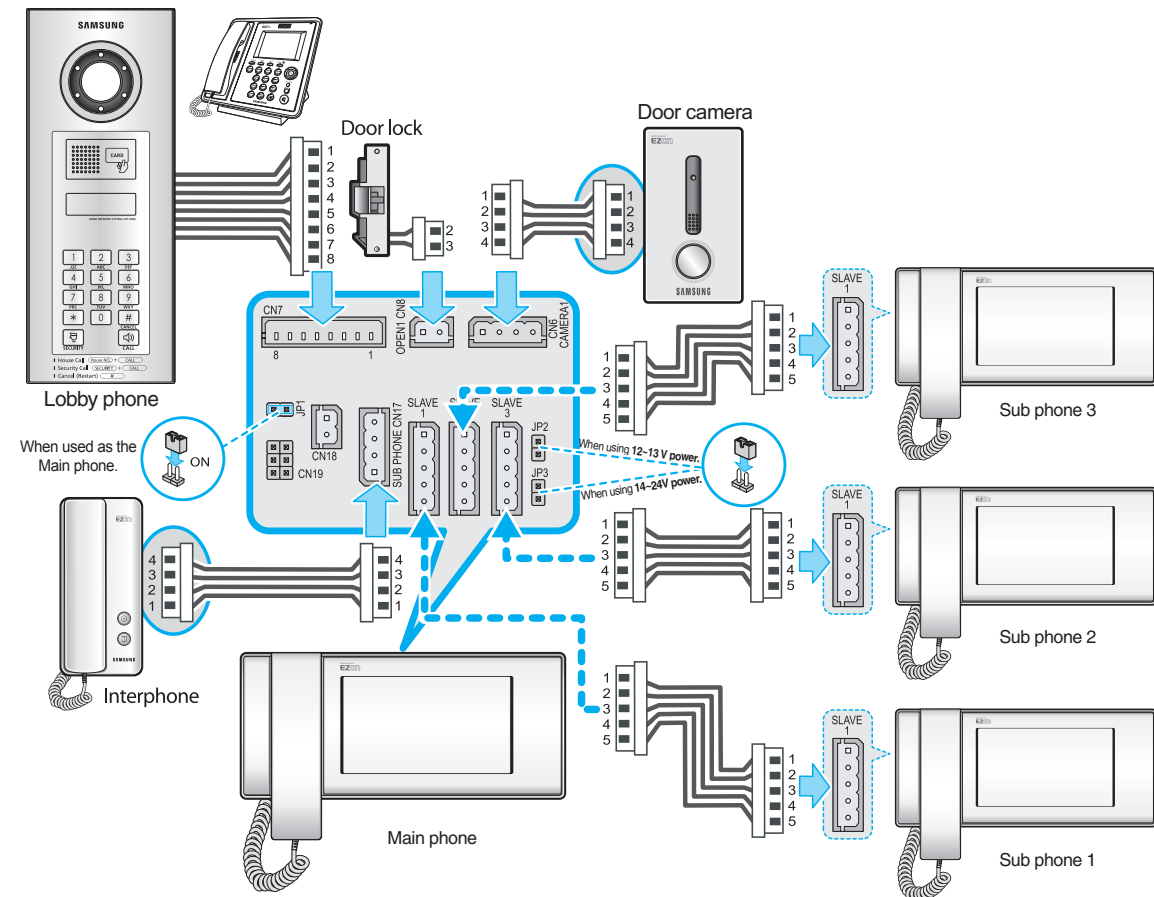 SAMSUNG
CARD
1 2 3
4 5 6
7 8 9
* 0 #
CANCEL
SECURITY
CALL
House Call House NO. + CALL
Security Call SECURITY + CALL
Cancel (Restart) #
Lobby phone
Door lock
1
2
3
4
5
6
7
8
2
3
Door camera
EZon
SAMSUNG
1
2
3
4
1
2
3
4
CN7
8 1
OPEN1 CN8
CN6
CAMERA1
JP1
When used as the
Main phone.
ON
CN18
CN19
SUB PHONE CN17
SLAVE
1
SLAVE
SLAVE
3
JP2
JP3
When using 12~13 V power.
When using 14~24V power.
1
2
3
4
5
1
2
3
4
5
SLAVE
1
EZon
Sub phone 3
1
2
3
4
5
1
2
3
4
5
SLAVE
1
EZon
Sub phone 2
1
2
3
4
5
1
2
3
4
5
SLAVE
1
EZon
Sub phone 1
EZon
SAMSUNG
Interphone
4
3
2
1
4
3
2
1
EZon
Main phone